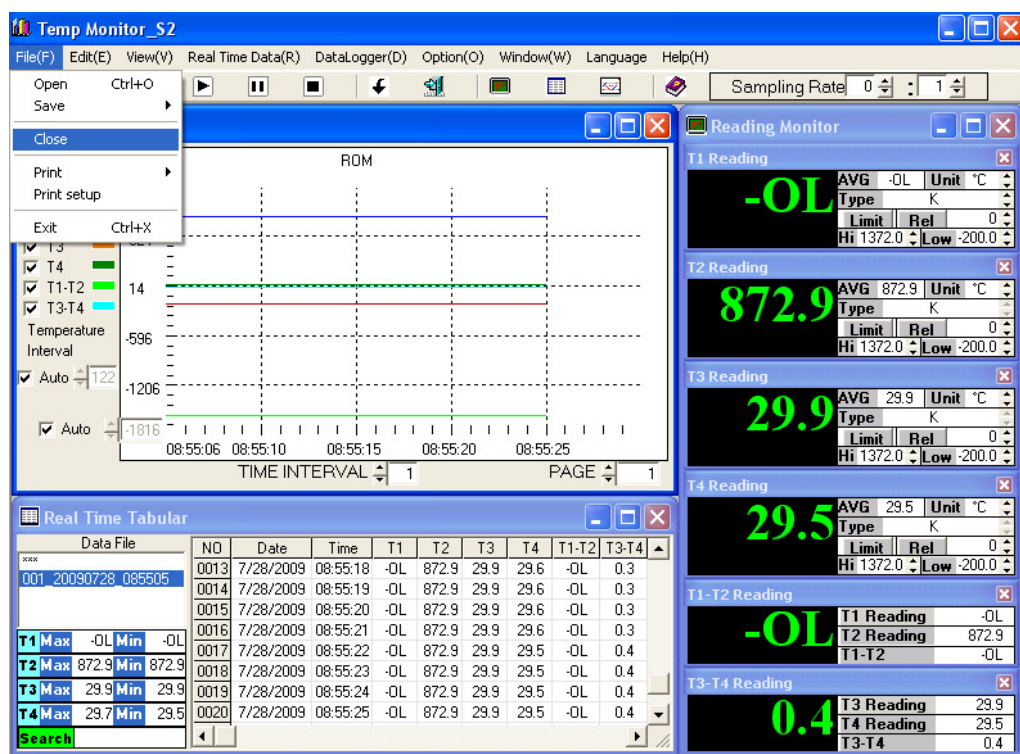 Temp Monitor_S2
File(F) Edit(E) View(V) Real Time Data(R) DataLogger(D) Option(O) Window(W) Language Help(H)
Open Ctrl+O
Save
Close
Print
Print setup
Exit Ctrl+X
Sampling Rate 0 : 1
ROM
T3
T4
T1-T2
T3-T4
Temperature
Interval
Auto 122
Auto -1816
14
-596
-1206
08:55:06 08:55:10 08:55:15 08:55:20 08:55:25
TIME INTERVAL 1 PAGE 1
Real Time Tabular
Data File
xxx
001_20090728_085505
T1 Max -OL Min -OL
T2 Max 872.9 Min 872.9
T3 Max 29.9 Min 29.9
T4 Max 29.7 Min 29.5
Search
NO Date Time T1 T2 T3 T4 T1-T2 T3-T4
0013 7/28/2009 08:55:18 -OL 872.9 29.9 29.6 -OL 0.3
0014 7/28/2009 08:55:19 -OL 872.9 29.9 29.6 -OL 0.3
0015 7/28/2009 08:55:20 -OL 872.9 29.9 29.6 -OL 0.3
0016 7/28/2009 08:55:21 -OL 872.9 29.9 29.6 -OL 0.3
0017 7/28/2009 08:55:22 -OL 872.9 29.9 29.5 -OL 0.4
0018 7/28/2009 08:55:23 -OL 872.9 29.9 29.5 -OL 0.4
0019 7/28/2009 08:55:24 -OL 872.9 29.9 29.5 -OL 0.4
0020 7/28/2009 08:55:25 -OL 872.9 29.9 29.5 -OL 0.4
Reading Monitor
T1 Reading
-OL
AVG -OL Unit °C
Type K
Limit Rel 0
Hi 1372.0 Low -200.0
T2 Reading
872.9
AVG 872.9 Unit °C
Type K
Limit Rel 0
Hi 1372.0 Low -200.0
T3 Reading
29.9
AVG 29.9 Unit °C
Type K
Limit Rel 0
Hi 1372.0 Low -200.0
T4 Reading
29.5
AVG 29.5 Unit °C
Type K
Limit Rel 0
Hi 1372.0 Low -200.0
T1-T2 Reading
-OL
T1 Reading -OL
T2 Reading 872.9
T1-T2 -OL
T3-T4 Reading
0.4
T3 Reading 29.9
T4 Reading 29.5
T3-T4 0.4